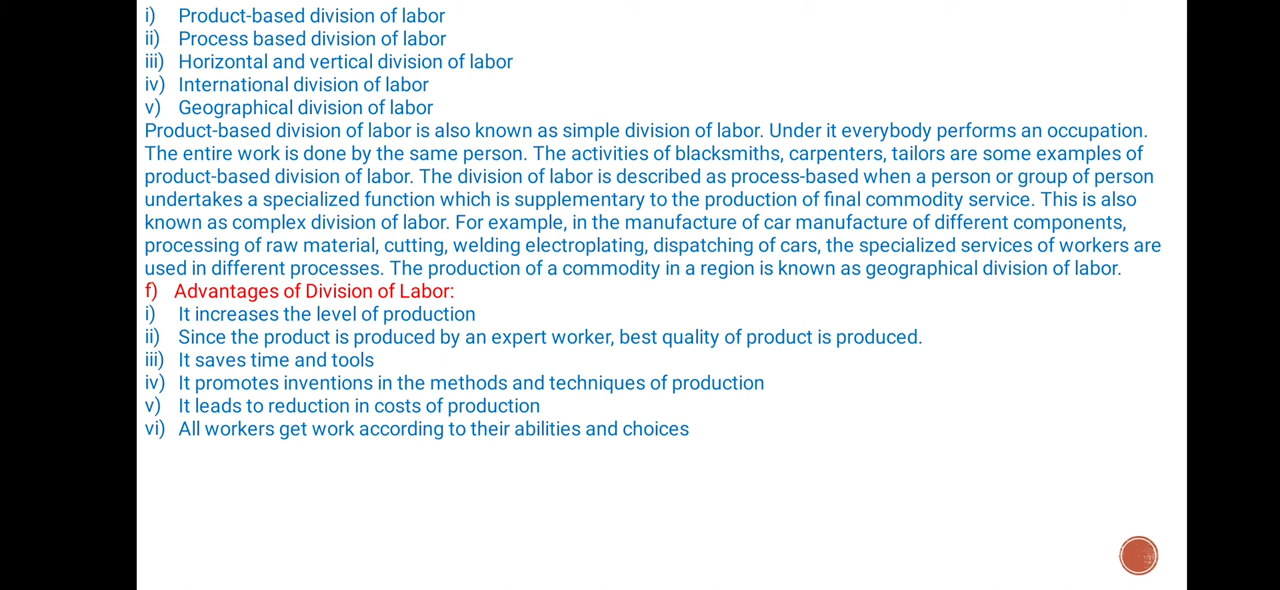 i) Product-based division of labor
ii) Process based division of labor
iii) Horizontal and vertical division of labor
iv) International division of labor
v) Geographical division of labor
Product-based division of labor is also known as simple division of labor. Under it everybody performs an occupation.
The entire work is done by the same person. The activities of blacksmiths, carpenters, tailors are some examples of
product-based division of labor. The division of labor is described as process-based when a person or group of person
undertakes a specialized function which is supplementary to the production of final commodity service. This is also
known as complex division of labor. For example, in the manufacture of car manufacture of different components,
processing of raw material, cutting, welding electroplating, dispatching of cars, the specialized services of workers are
used in different processes. The production of a commodity in a region is known as geographical division of labor.
f) Advantages of Division of Labor:
i) It increases the level of production
ii) Since the product is produced by an expert worker, best quality of product is produced.
iii) It saves time and tools
iv) It promotes inventions in the methods and techniques of production
v) It leads to reduction in costs of production
vi) All workers get work according to their abilities and choices